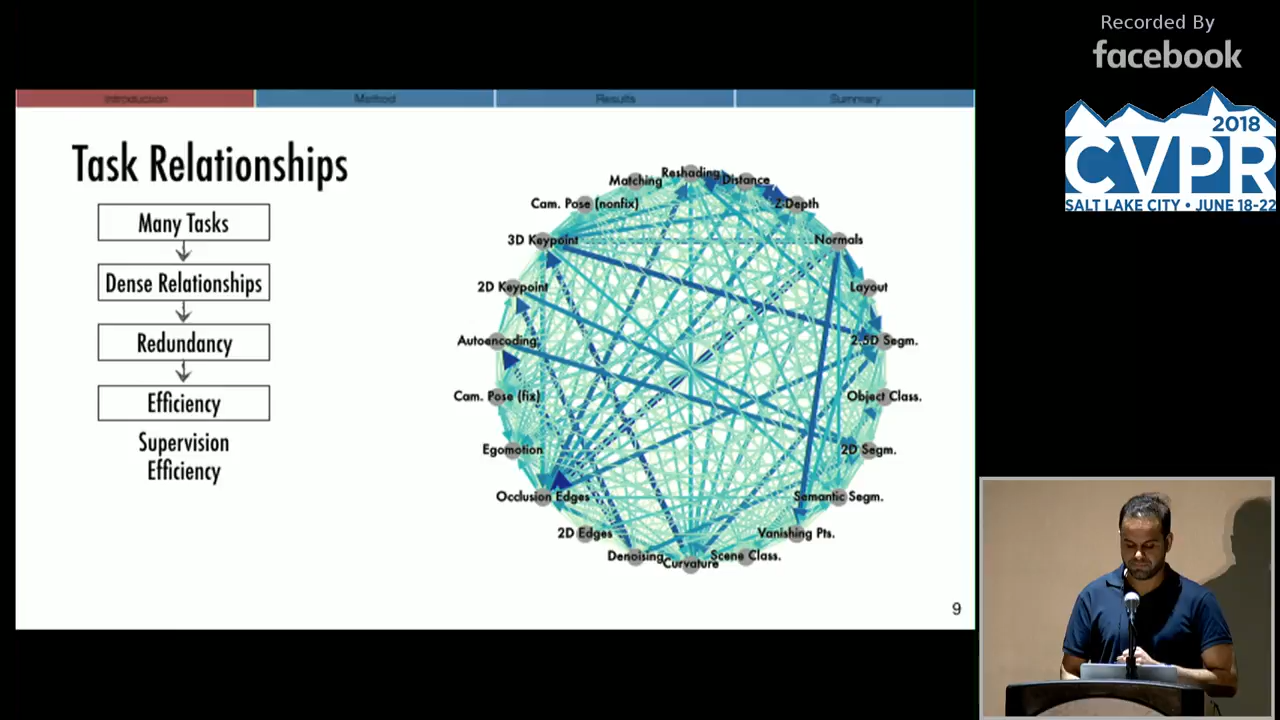 Recorded By
facebook
2018
CVPR
SALT LAKE CITY • JUNE 18-22
Introduction
Method
Results
Summary
Task Relationships
Many Tasks
Dense Relationships
Redundancy
Efficiency
Supervision
Efficiency
Reshading
Distance
Z-Depth
Normals
Layout
2.5D Segm.
Object Class.
2D Segm.
Semantic Segm.
Vanishing Pts.
Scene Class.
Curvature
Denoising
2D Edges
Occlusion Edges
Egomotion
Cam. Pose (fix)
Autoencoding
2D Keypoint
3D Keypoint
Cam. Pose (nonfix)
Matching
9